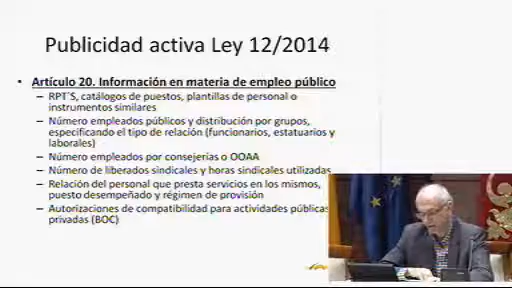 Publicidad activa Ley 12/2014
• Artículo 20. Información en materia de empleo público
– RPT´S, catálogos de puestos, plantillas de personal o
instrumentos similares
– Número empleados públicos y distribución por grupos,
especificando el tipo de relación (funcionarios, estatuarios y
laborales)
– Número empleados por consejerías o OOAA
– Número de liberados sindicales y horas sindicales utilizadas
– Relación del personal que presta servicios en los mismos,
puesto desempeñado y régimen de provisión
– Autorizaciones de compatibilidad para actividades públicas
privadas (BOC)